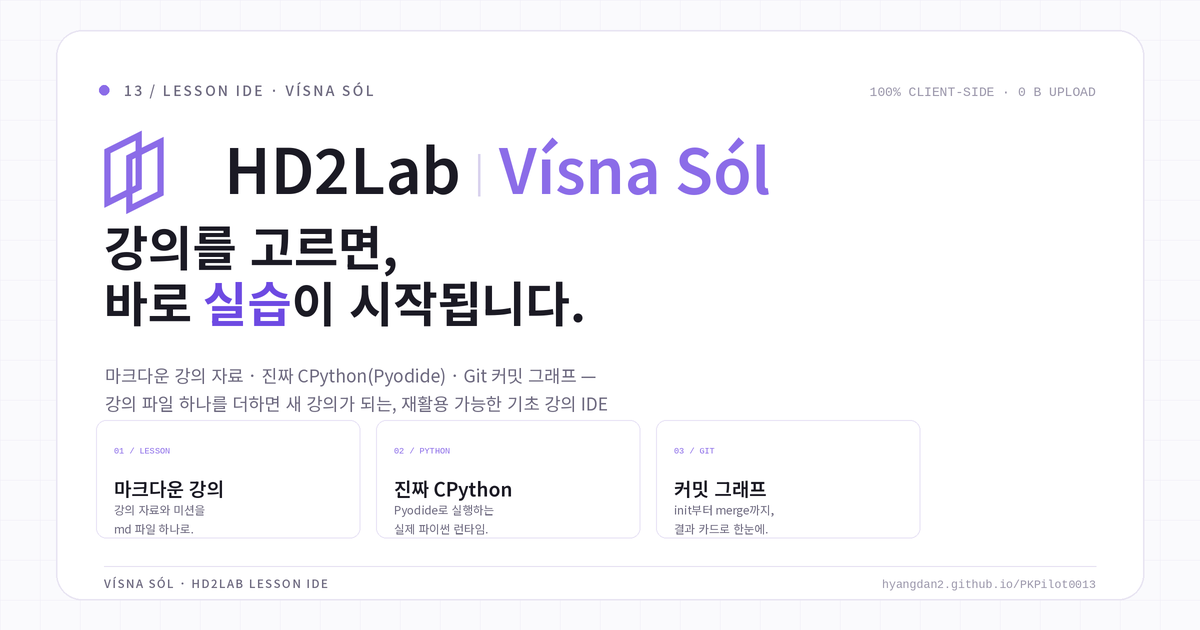 13 / LESSON IDE · VÍSNA SÓL
100% CLIENT-SIDE · 0 B UPLOAD
HD2Lab | Vísna Sól
강의를 고르면,
바로 실습이 시작됩니다.
마크다운 강의 자료 · 진짜 CPython(Pyodide) · Git 커밋 그래프 —
강의 파일 하나를 더하면 새 강의가 되는, 재활용 가능한 기초 강의 IDE
01 / LESSON
마크다운 강의
강의 자료와 미션을
md 파일 하나로.
02 / PYTHON
진짜 CPython
Pyodide로 실행하는
실제 파이썬 런타임.
03 / GIT
커밋 그래프
init부터 merge까지,
결과 카드로 한눈에.
VÍSNA SÓL · HD2LAB LESSON IDE
hyangdan2.github.io/PKPilot0013